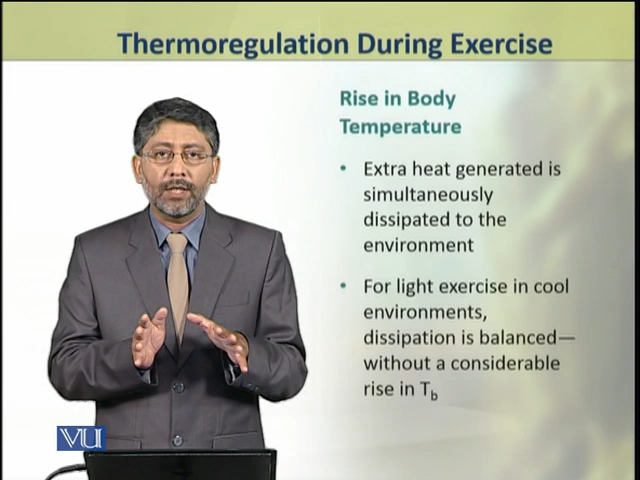 Thermoregulation During Exercise
Rise in Body
Temperature
• Extra heat generated is
simultaneously
dissipated to the
environment
• For light exercise in cool
environments,
dissipation is balanced—
without a considerable
rise in Tb
VU